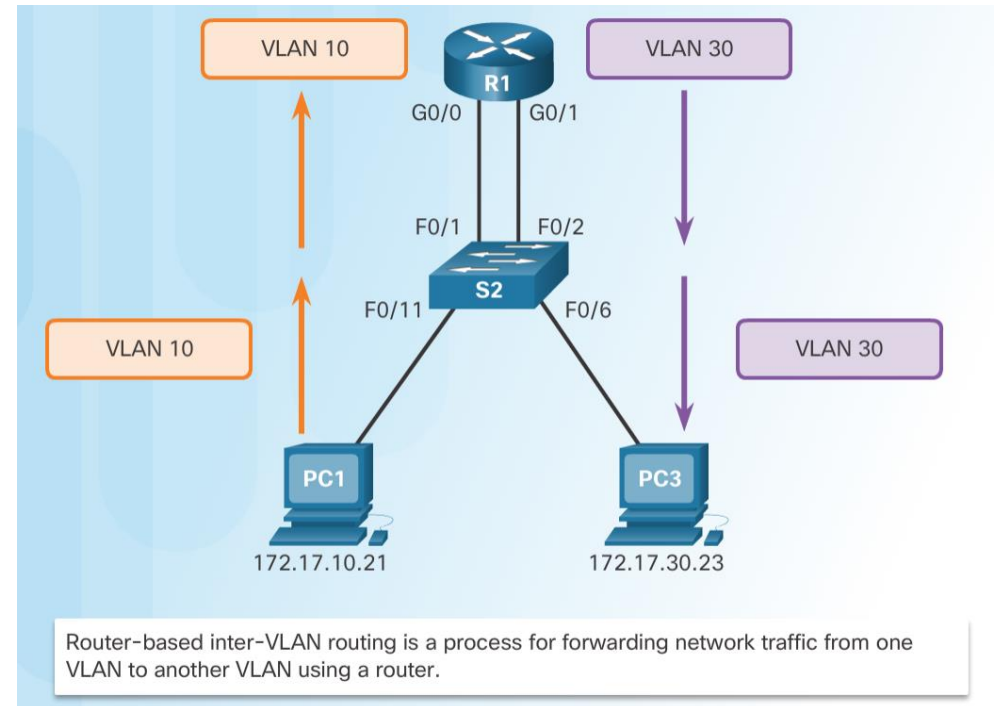 VLAN 10
VLAN 30
R1
G0/0
G0/1
F0/1
F0/2
S2
F0/11
F0/6
VLAN 10
VLAN 30
PC1
PC3
172.17.10.21
172.17.30.23
Router-based inter-VLAN routing is a process for forwarding network traffic from one
VLAN to another VLAN using a router.